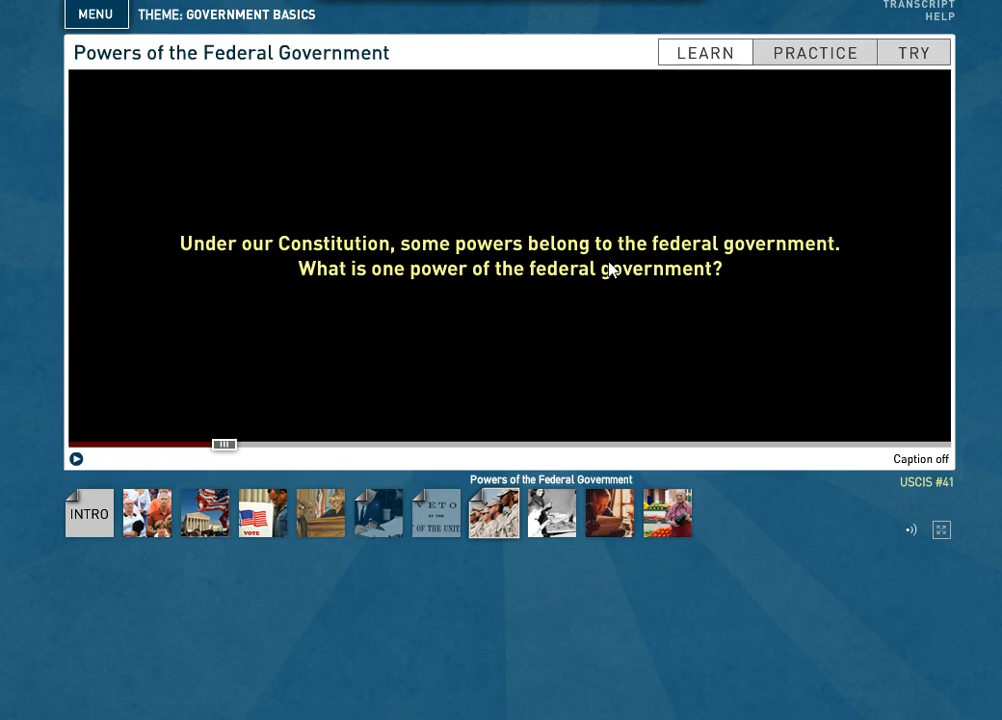 TRANSCRIPT
MENU
THEME: GOVERNMENT BASICS
HELP
Powers of the Federal Government
LEARN
PRACTICE
TRY
Under our Constitution, some powers belong to the federal government.
What is one power of the federal government?
Caption off
Powers of the Federal Government
USCIS #41
INTRO
VOTE
VETO
OF THE
OF THE UNIT